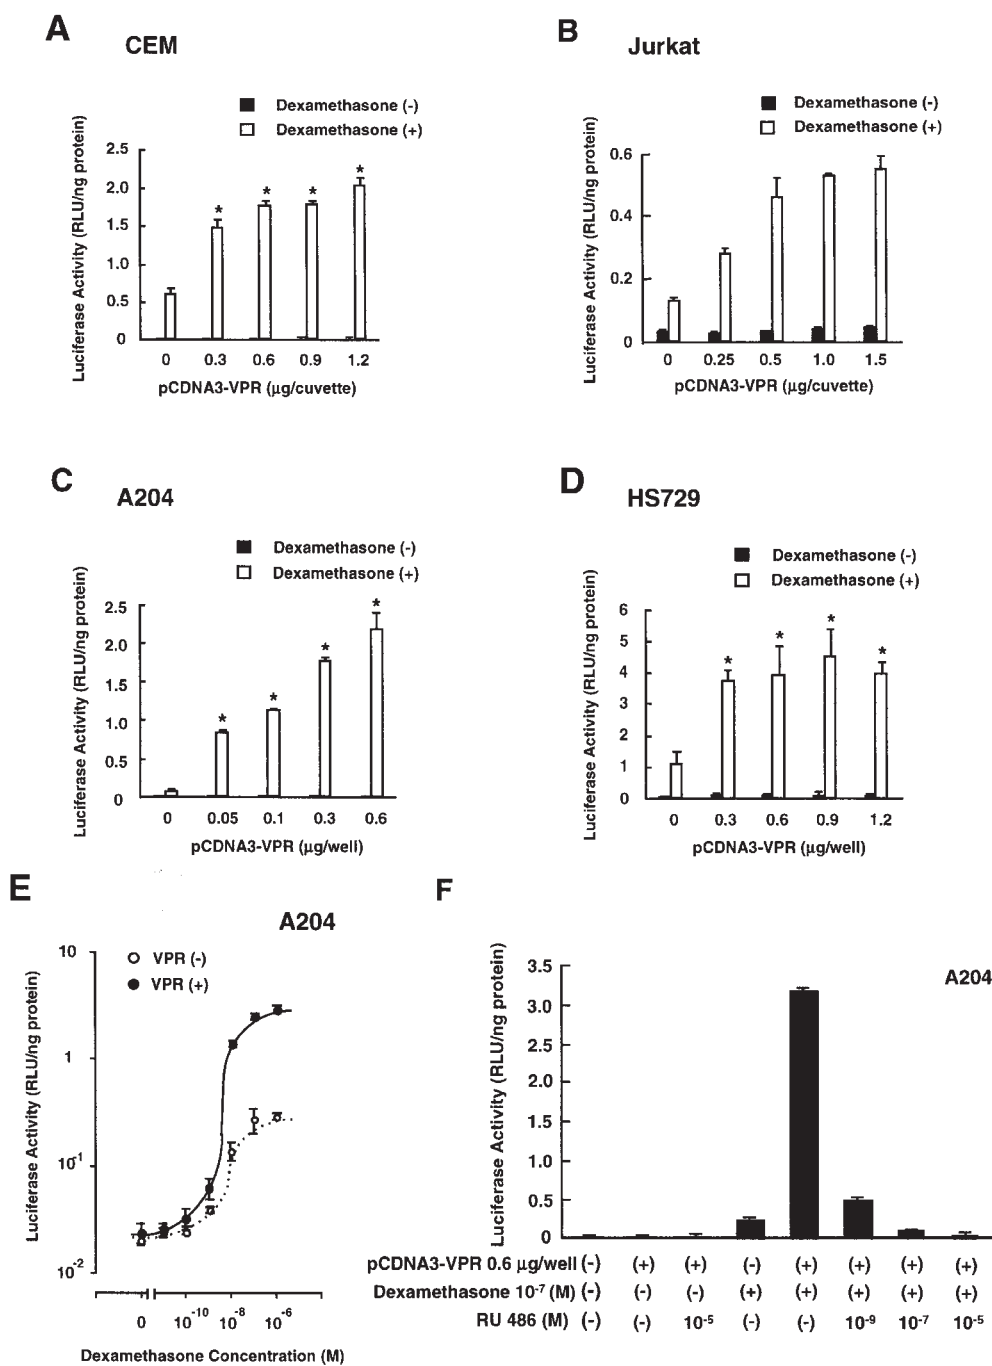 A
CEM
Dexamethasone (-)
Dexamethasone (+)
Luciferase Activity (RLU/ng protein)
2.5
2.0
1.5
1.0
0.5
0
* * * *
0 0.3 0.6 0.9 1.2
pCDNA3-VPR (µg/cuvette)
B
Jurkat
Dexamethasone (-)
Dexamethasone (+)
Luciferase Activity (RLU/ng protein)
0.6
0.4
0.2
0
0 0.25 0.5 1.0 1.5
pCDNA3-VPR (µg/cuvette)
C
A204
Dexamethasone (-)
Dexamethasone (+)
Luciferase Activity (RLU/ng protein)
2.5
2.0
1.5
1.0
0.5
0
* * * *
0 0.05 0.1 0.3 0.6
pCDNA3-VPR (µg/well)
D
HS729
Dexamethasone (-)
Dexamethasone (+)
Luciferase Activity (RLU/ng protein)
6
5
4
3
2
1
0
* * * *
0 0.3 0.6 0.9 1.2
pCDNA3-VPR (µg/well)
E
A204
VPR (-)
VPR (+)
Luciferase Activity (RLU/ng protein)
10
1
10⁻¹
10⁻²
0 10⁻¹⁰ 10⁻⁸ 10⁻⁶
Dexamethasone Concentration (M)
F
A204
Luciferase Activity (RLU/ng protein)
3.5
3.0
2.5
2.0
1.5
1.0
0.5
0
pCDNA3-VPR 0.6 µg/well (-) (+) (+) (-) (+) (+) (+) (+)
Dexamethasone 10⁻⁷ (M) (-) (-) (-) (+) (+) (+) (+) (+)
RU 486 (M) (-) (-) 10⁻⁵ (-) (-) 10⁻⁹ 10⁻⁷ 10⁻⁵